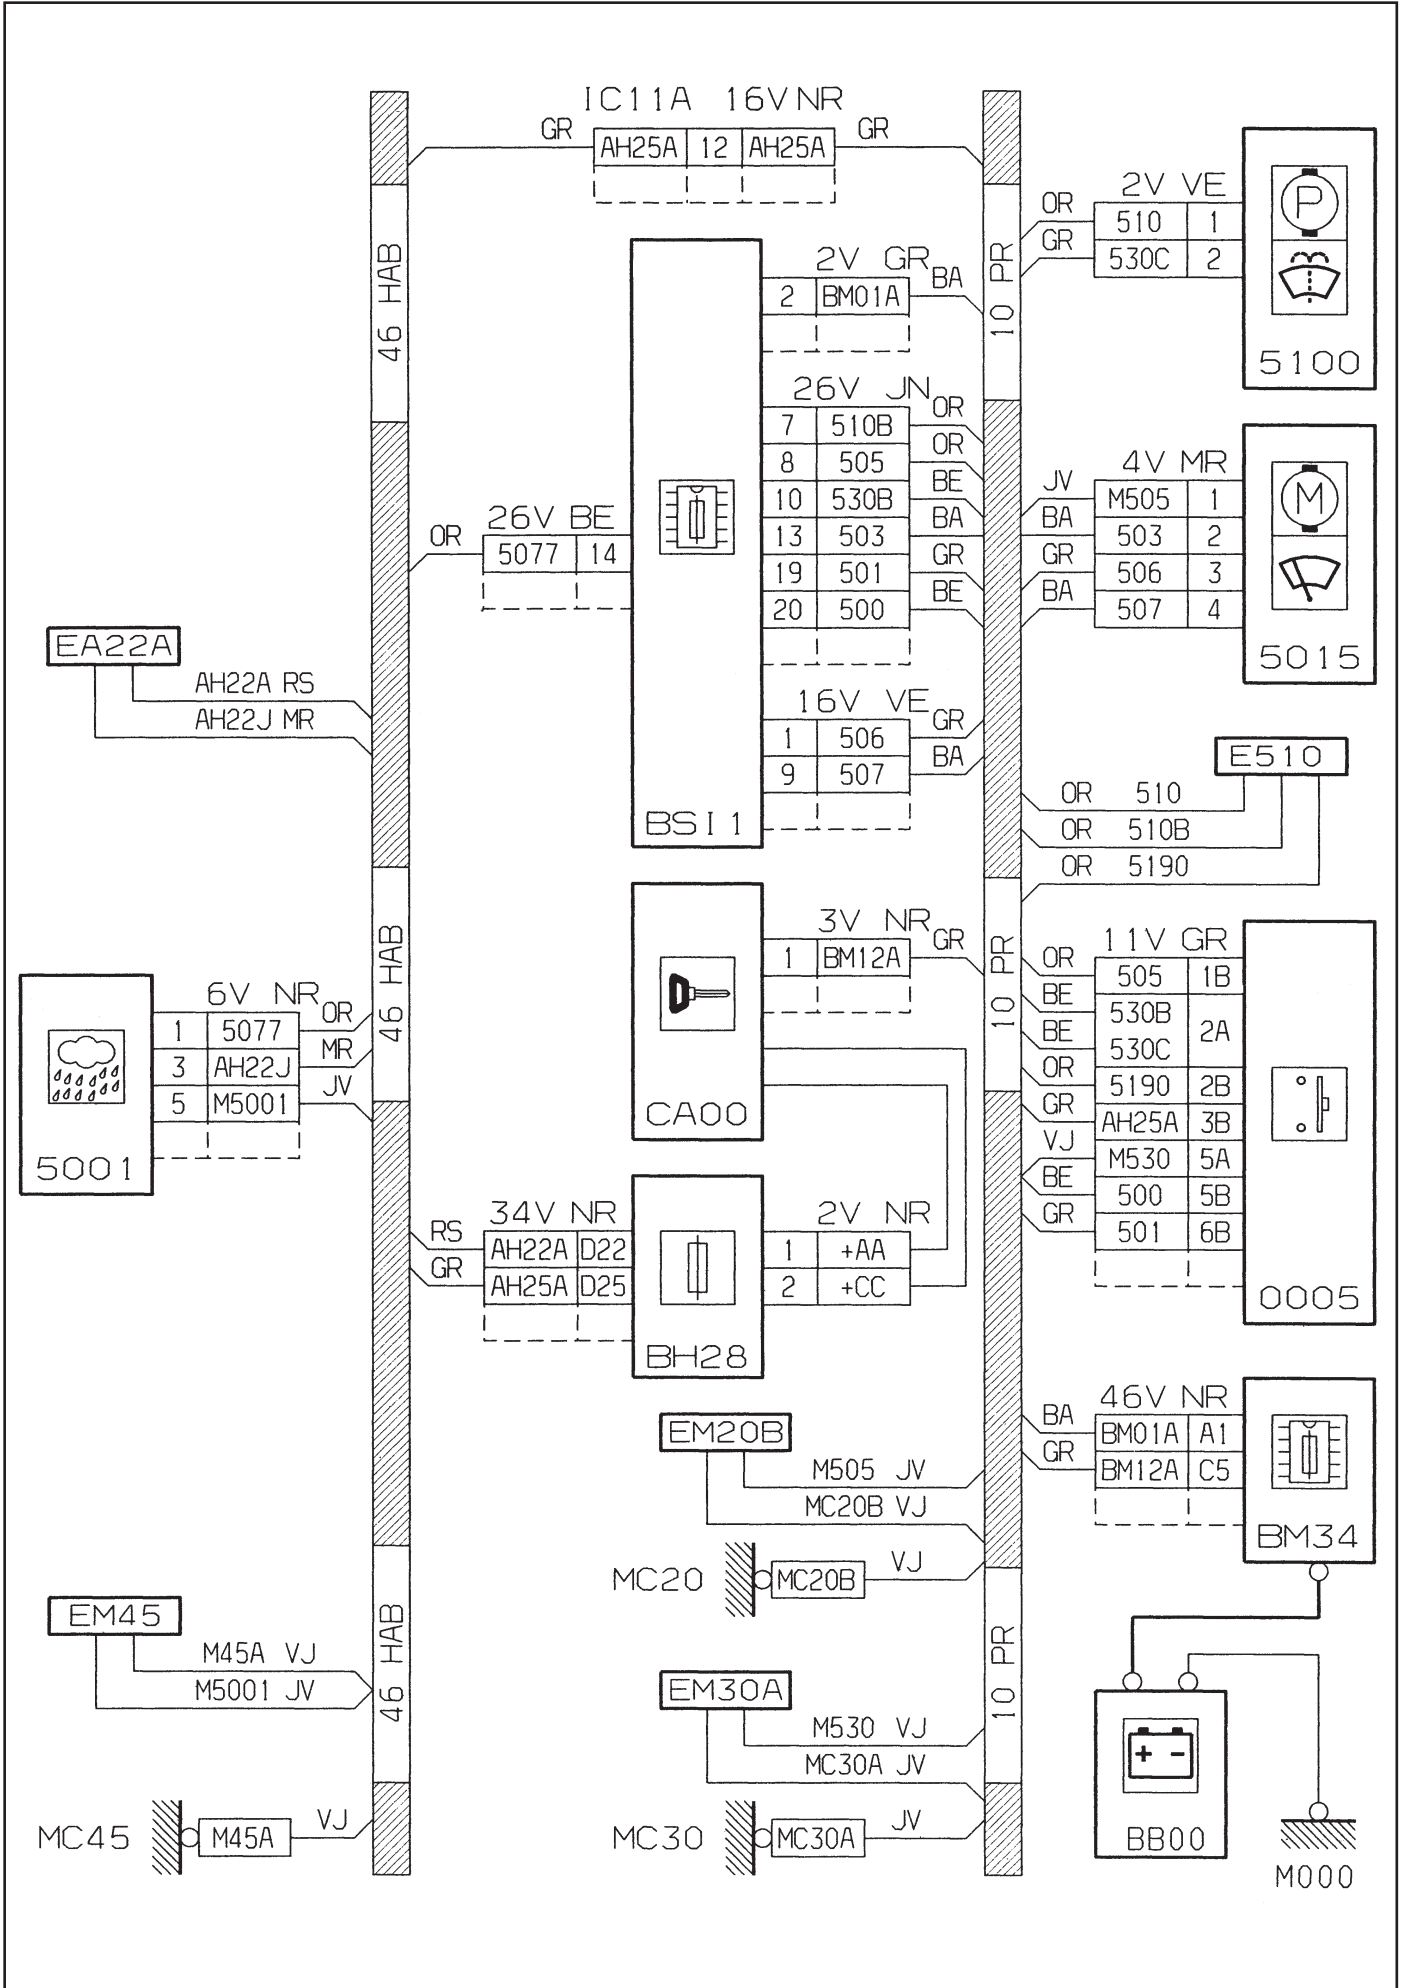 IC11A 16V NR
GR AH25A 12 AH25A GR
46 HAB
10 PR
2V VE
OR 510 1
GR 530C 2
5100
2V GR
2 BM01A BA
26V JN
7 510B OR
8 505 OR
10 530B BE
13 503 BA
19 501 GR
20 500 BE
16V VE
1 506 GR
9 507 BA
BSI1
26V BE
OR 5077 14
4V MR
JV M505 1
BA 503 2
GR 506 3
BA 507 4
5015
EA22A
AH22A RS
AH22J MR
E510
OR 510
OR 510B
OR 5190
46 HAB
10 PR
6V NR
1 5077 OR
3 AH22J MR
5 M5001 JV
5001
3V NR
1 BM12A GR
CA00
11V GR
OR 505 1B
BE 530B 2A
BE 530C
OR 5190 2B
GR AH25A 3B
VJ M530 5A
BE 500 5B
GR 501 6B
0005
34V NR
RS AH22A D22
GR AH25A D25
2V NR
1 +AA
2 +CC
BH28
46V NR
BA BM01A A1
GR BM12A C5
BM34
EM20B
M505 JV
MC20B VJ
MC20 MC20B VJ
EM45
M45A VJ
M5001 JV
46 HAB
10 PR
EM30A
M530 VJ
MC30A JV
MC45 M45A VJ
MC30 MC30A JV
+ -
BB00
M000